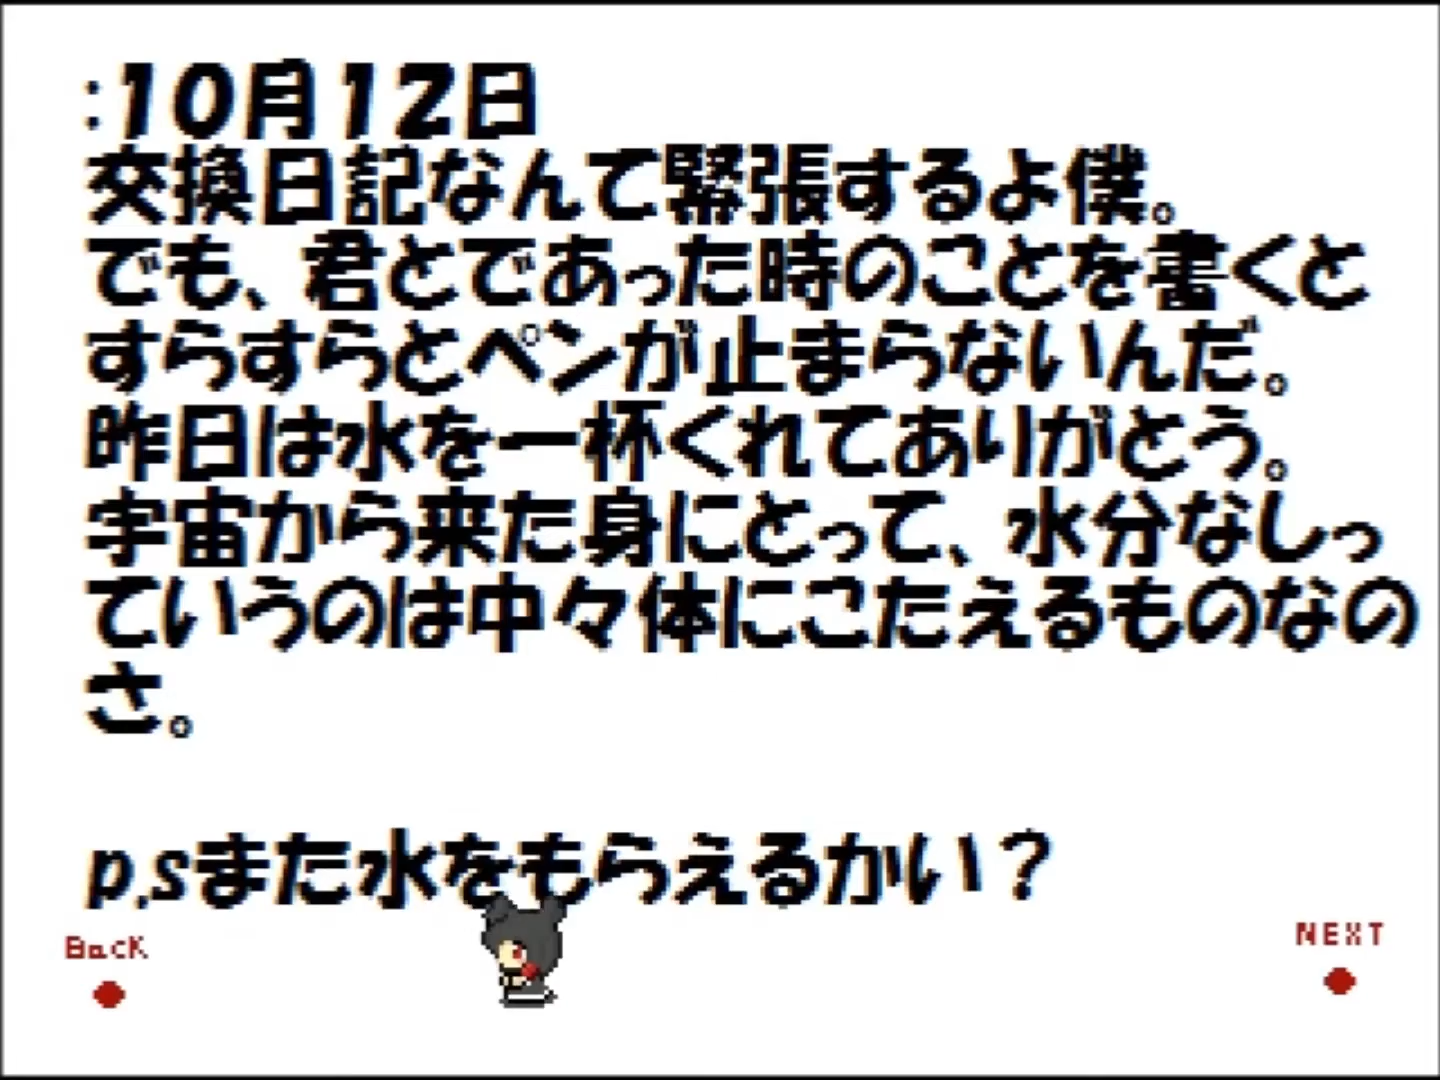 :10月12日
交換日記なんて緊張するよ僕。
でも、君とであった時のことを書くと
すらすらとペンが止まらないんだ。
昨日は水を一杯くれてありがとう。
宇宙から来た身にとって、水分なしっ
ていうのは中々体にこたえるものなの
さ。
p.sまた水をもらえるかい？
BacK
NEXT